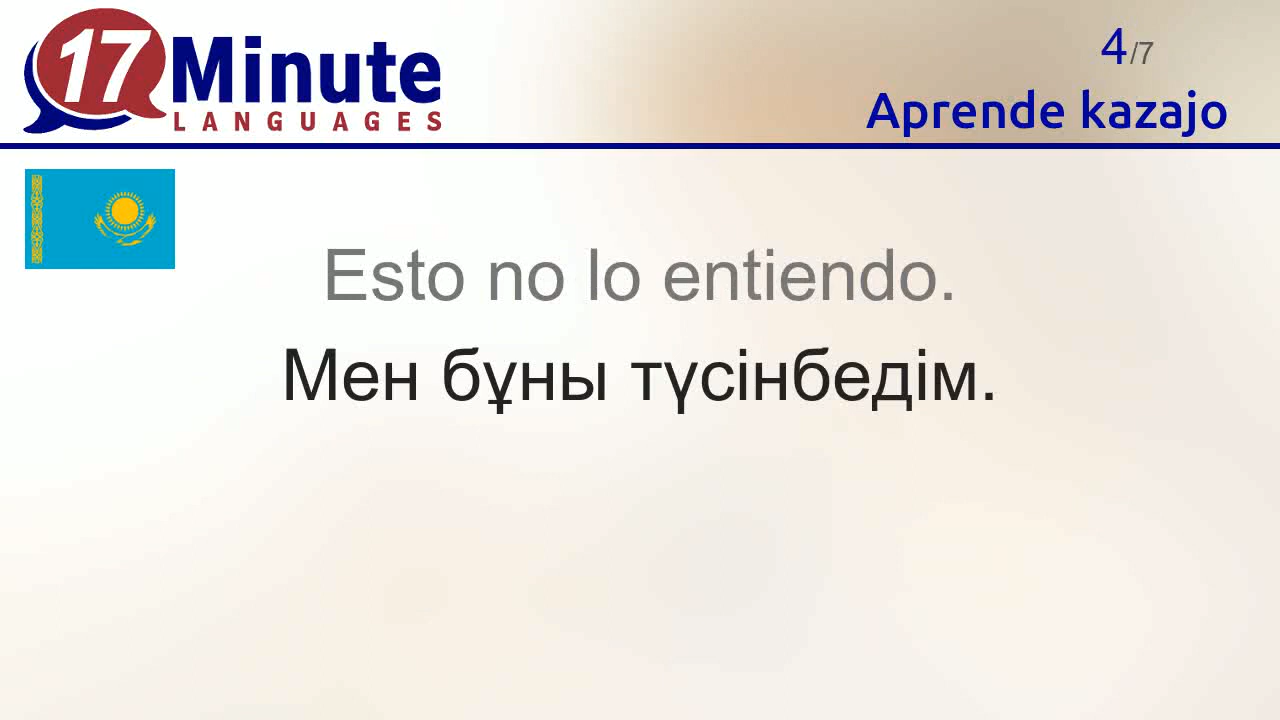 17 Minute
LANGUAGES
4/7
Aprende kazajo
Esto no lo entiendo.
Мен бұны түсінбедім.